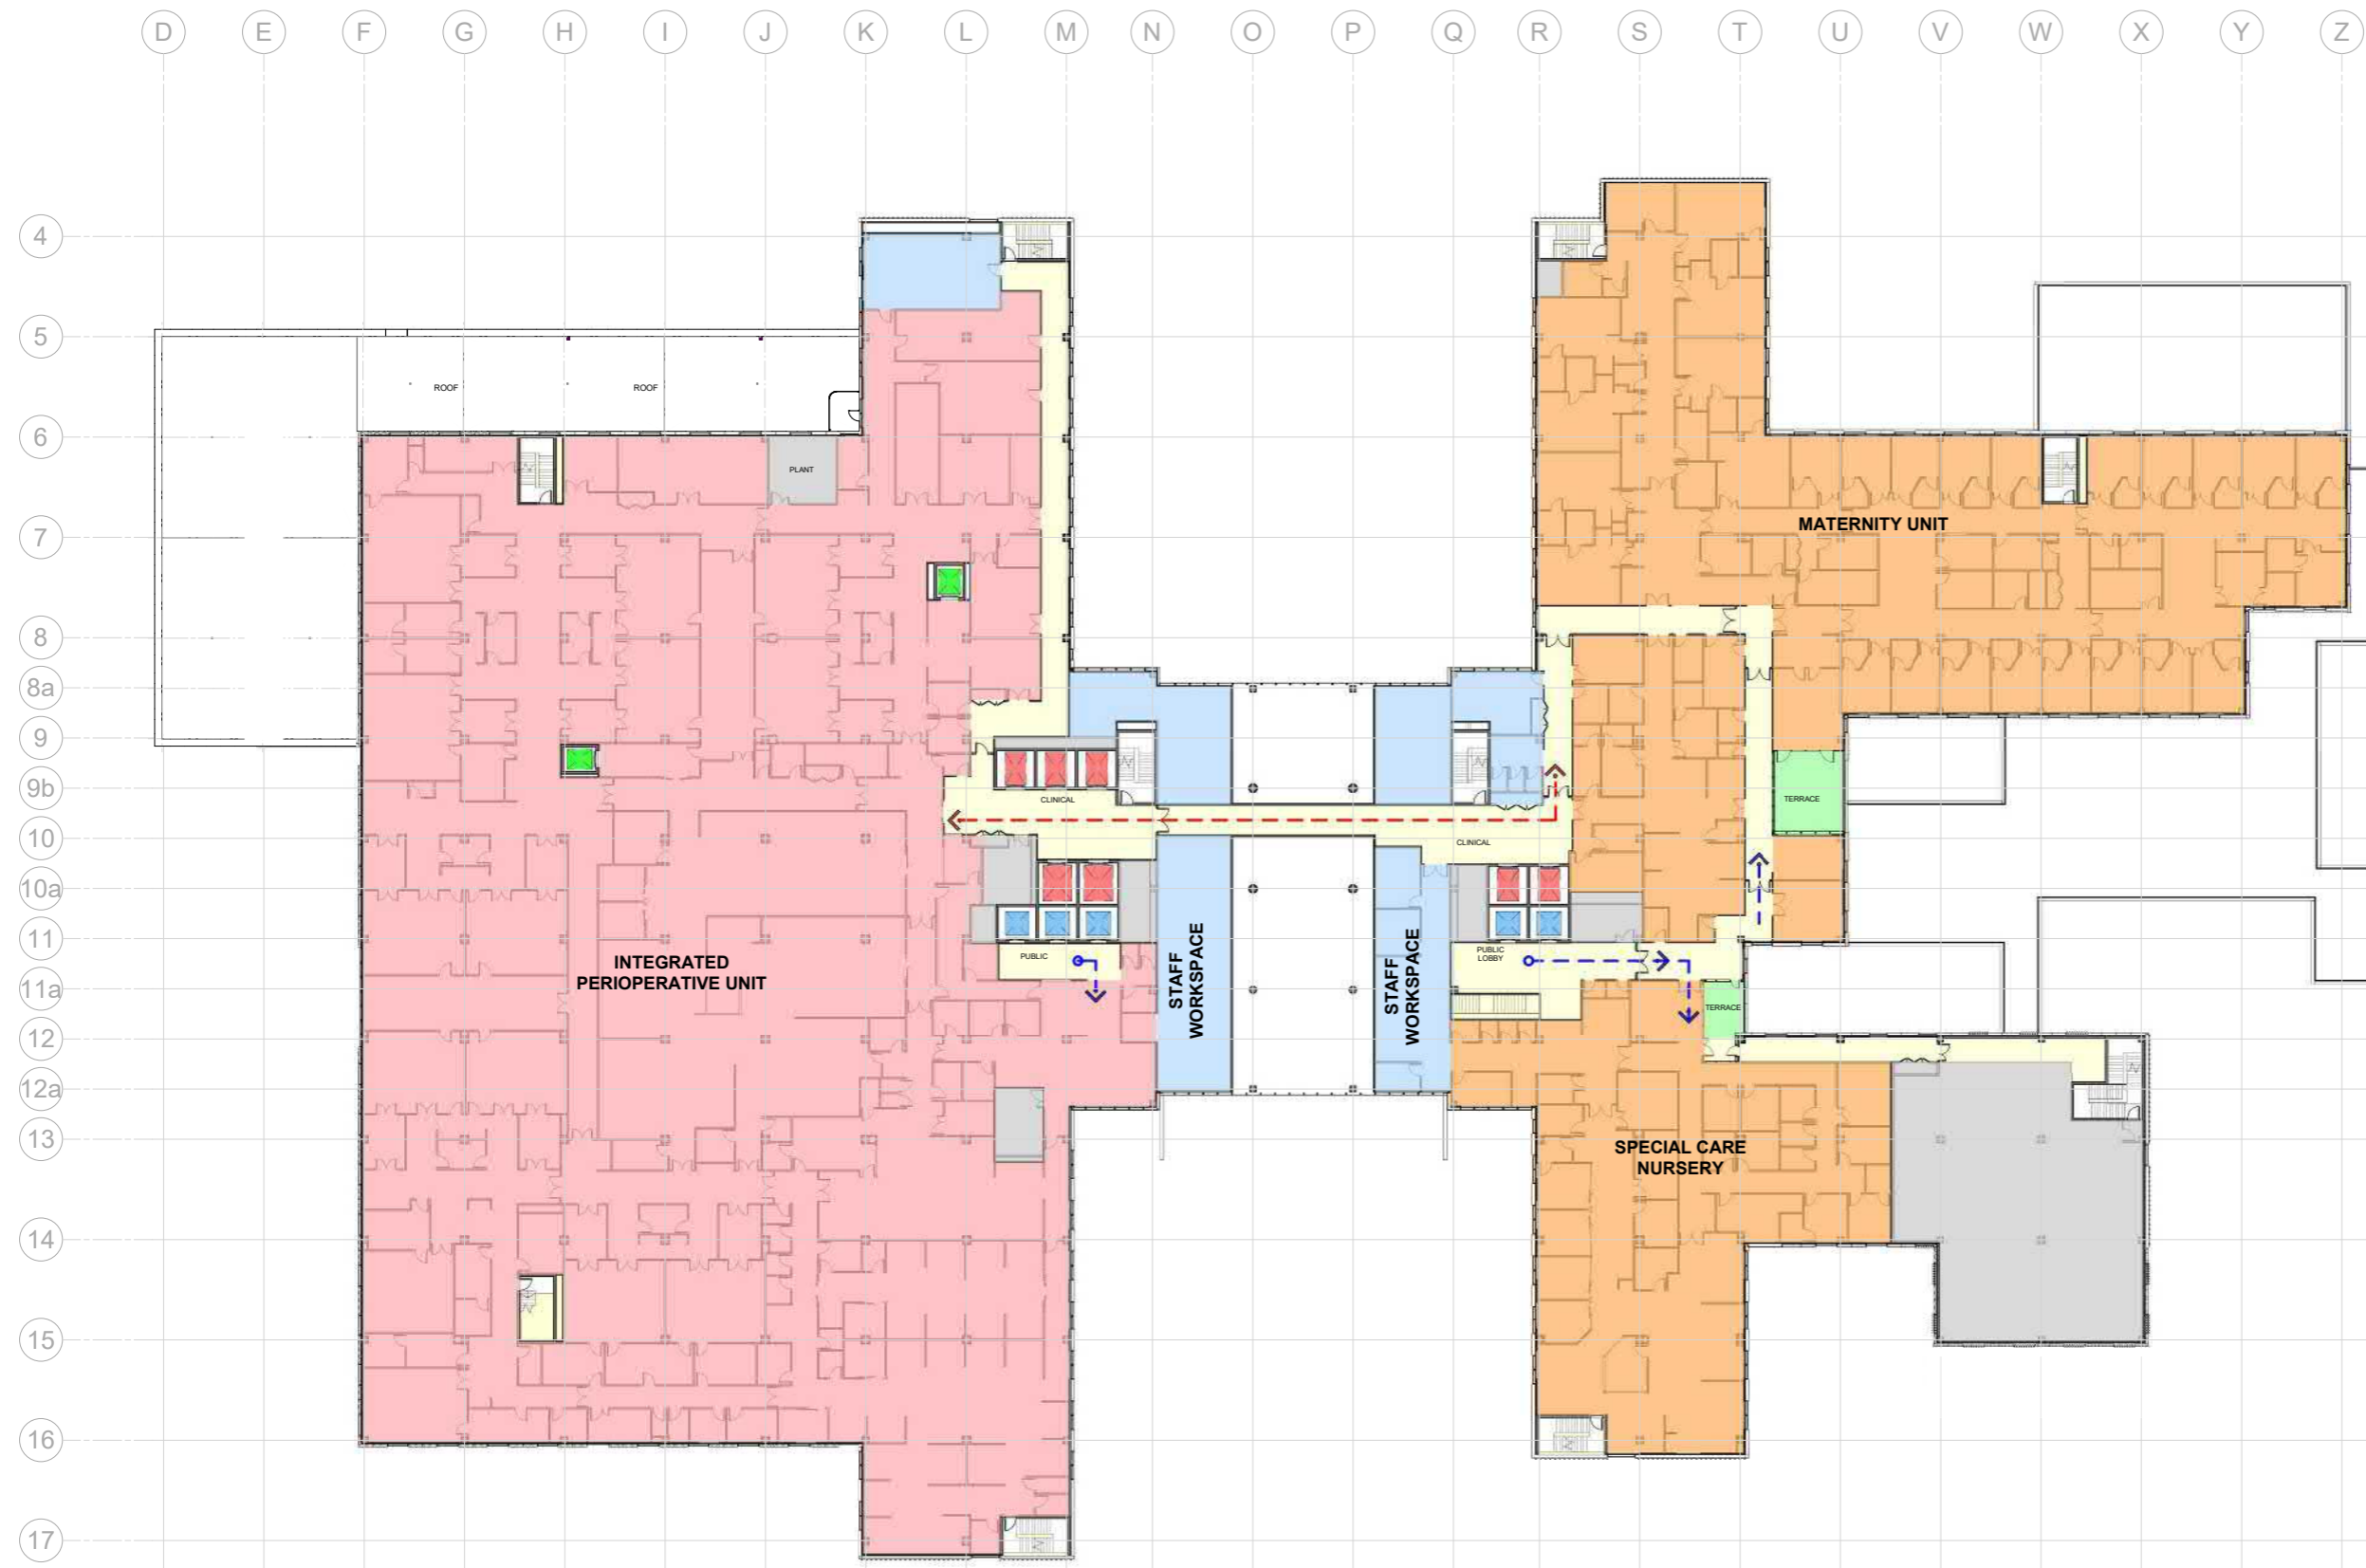 D E F G H I J K L M N O P Q R S T U V W X Y Z
4
5
ROOF ROOF
6
PLANT
7
MATERNITY UNIT
8
8a
9
9b
CLINICAL
TERRACE
10
CLINICAL
10a
11
PUBLIC
PUBLIC
LOBBY
INTEGRATED
PERIOPERATIVE UNIT
STAFF
WORKSPACE
STAFF
WORKSPACE
11a
TERRACE
12
12a
13
SPECIAL CARE
NURSERY
14
15
16
17